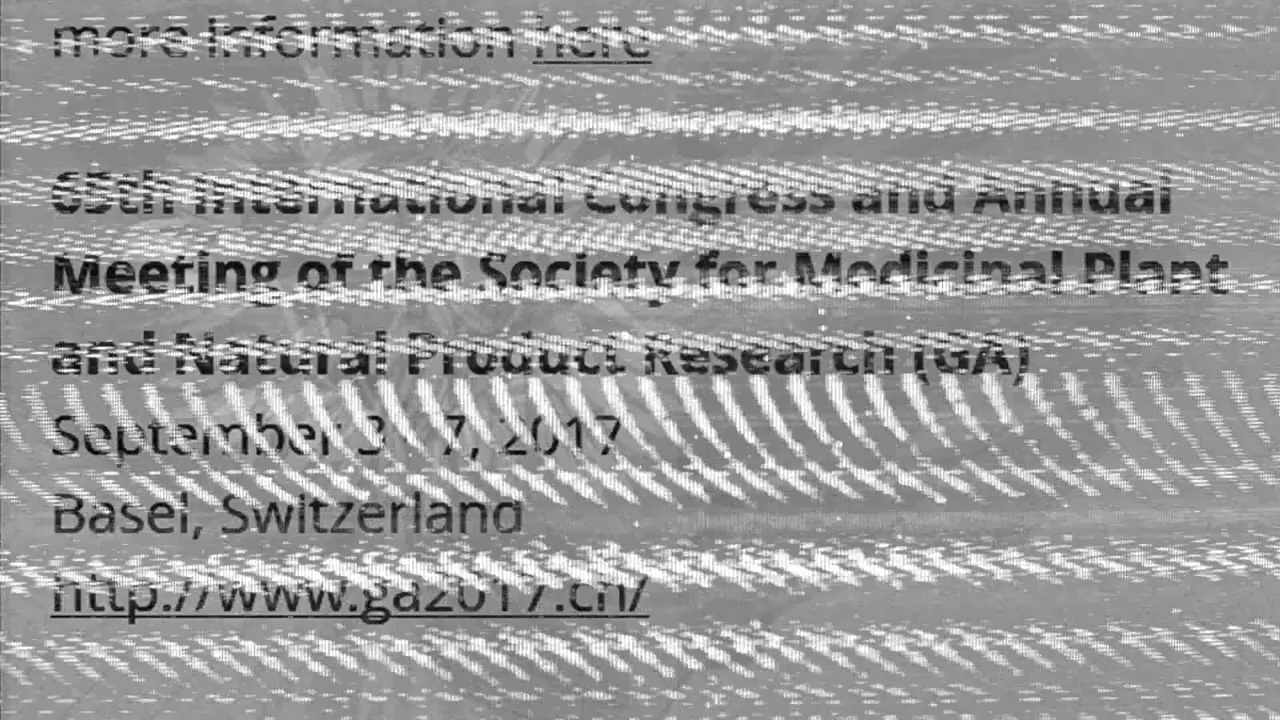 more information here
65th International Congress and Annual
Meeting of the Society for Medicinal Plant
and Natural Product Research (GA)
September 3 - 7, 2017
Basel, Switzerland
http://www.ga2017.ch/